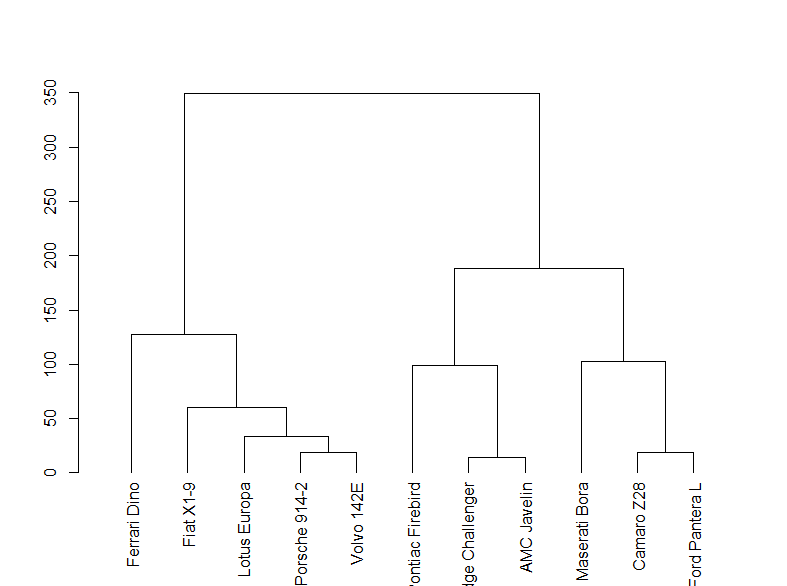 350
300
250
200
150
100
50
0
Ferrari Dino
Fiat X1-9
Lotus Europa
Porsche 914-2
Volvo 142E
ontiac Firebird
dge Challenger
AMC Javelin
Maserati Bora
Camaro Z28
Ford Pantera L